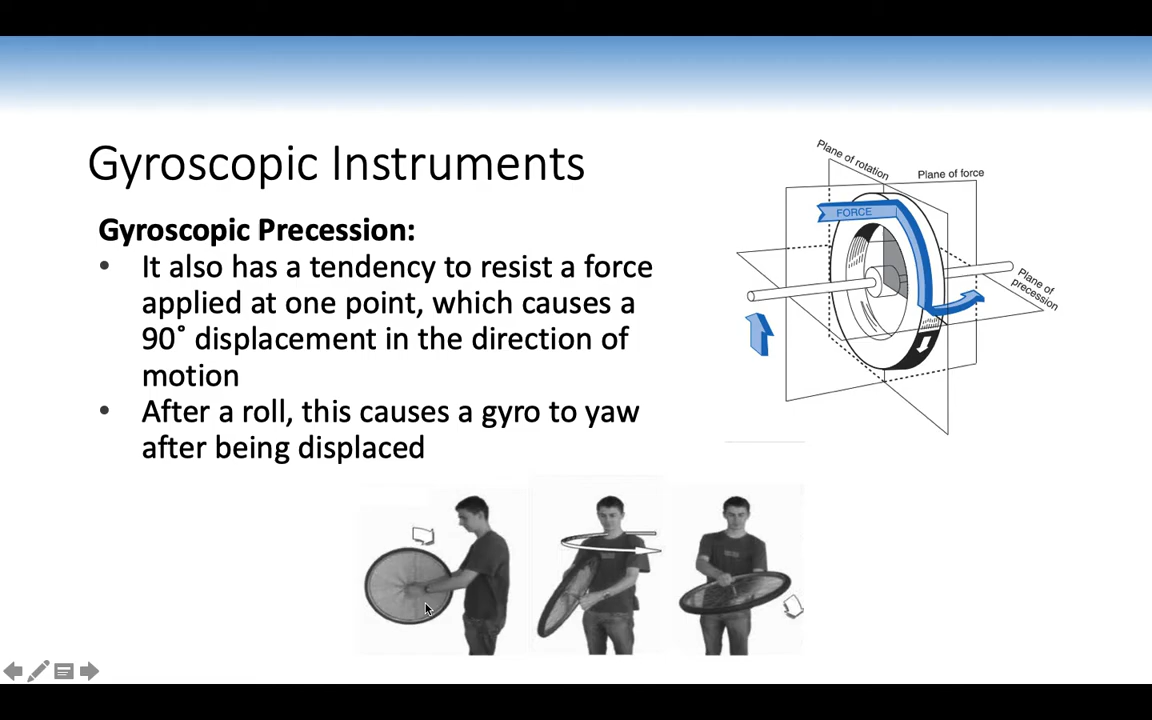 Gyroscopic Instruments
Gyroscopic Precession:
• It also has a tendency to resist a force
applied at one point, which causes a
90˚ displacement in the direction of
motion
• After a roll, this causes a gyro to yaw
after being displaced
Plane of rotation
Plane of force
FORCE
Plane of
precession